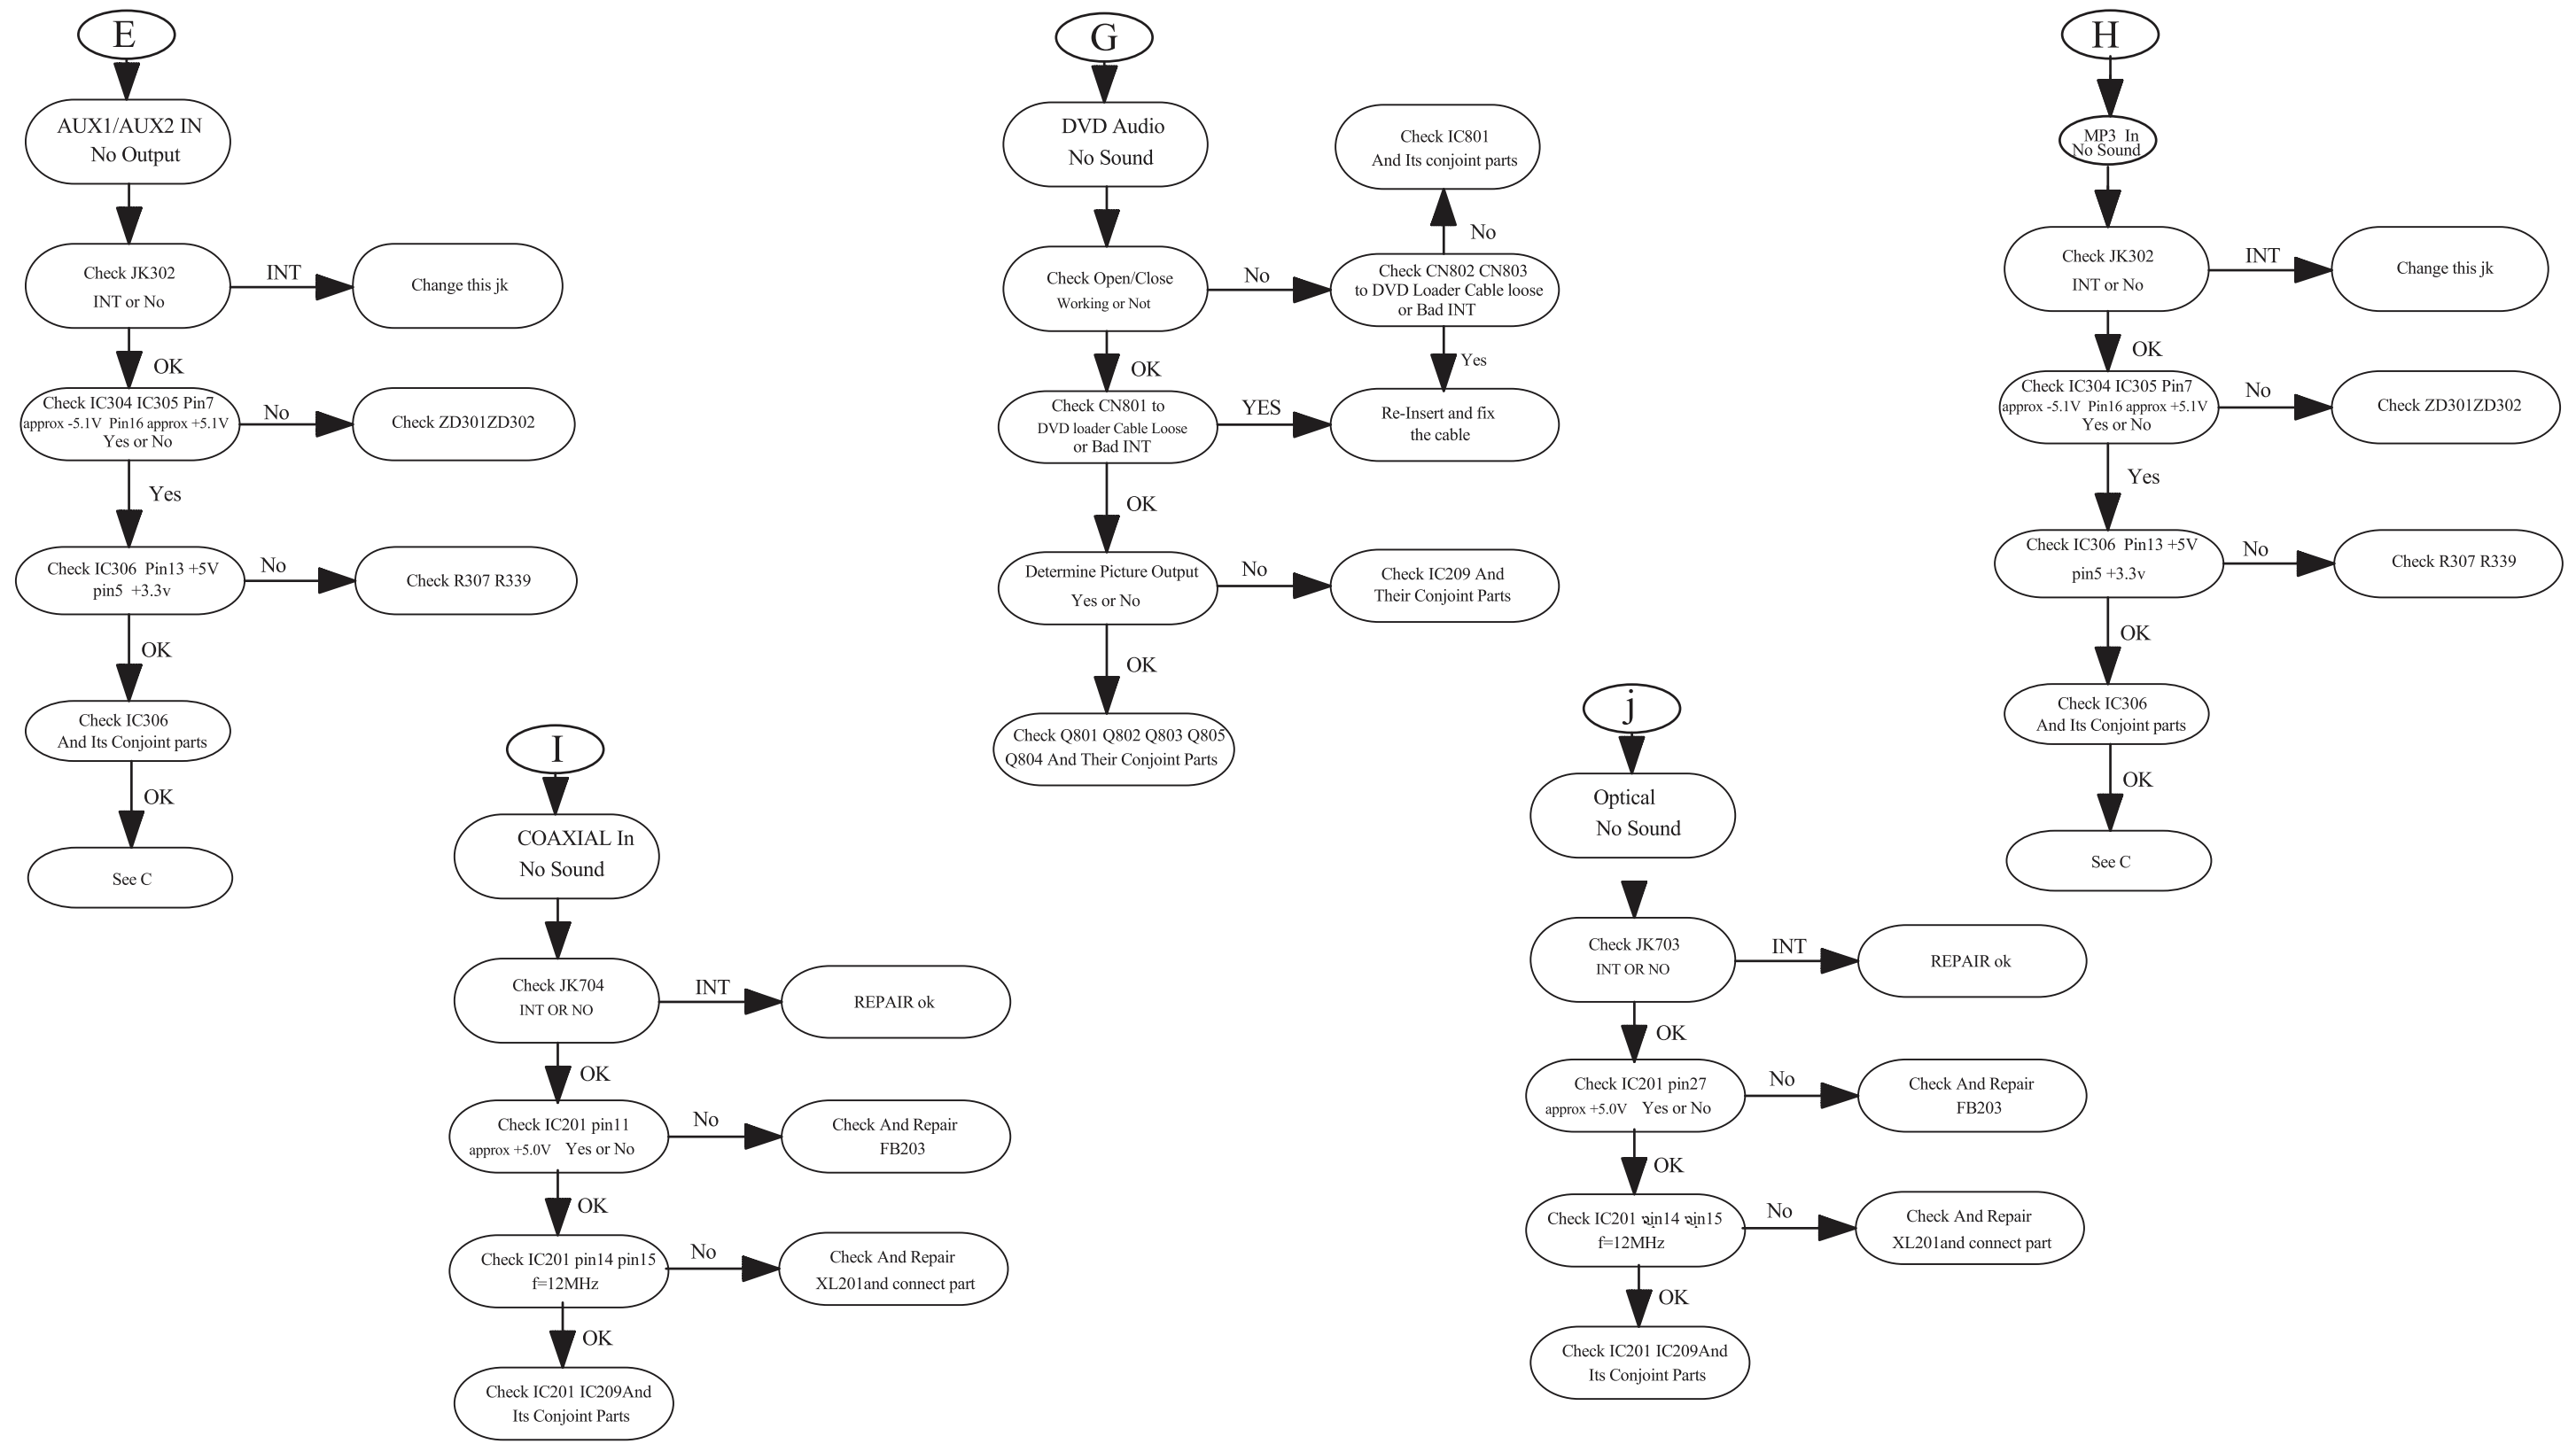 E
AUX1/AUX2 IN
No Output
Check JK302
INT or No
INT
Change this jk
OK
Check IC304 IC305 Pin7
approx -5.1V Pin16 approx +5.1V
Yes or No
No
Check ZD301ZD302
Yes
Check IC306 Pin13 +5V
pin5 +3.3v
No
Check R307 R339
OK
Check IC306
And Its Conjoint parts
OK
See C
G
DVD Audio
No Sound
Check Open/Close
Working or Not
No
Check CN802 CN803
to DVD Loader Cable loose
or Bad INT
No
Check IC801
And Its conjoint parts
Yes
OK
Check CN801 to
DVD loader Cable Loose
or Bad INT
YES
Re-Insert and fix
the cable
OK
Determine Picture Output
Yes or No
No
Check IC209 And
Their Conjoint Parts
OK
Check Q801 Q802 Q803 Q805
Q804 And Their Conjoint Parts
H
MP3 In
No Sound
Check JK302
INT or No
INT
Change this jk
OK
Check IC304 IC305 Pin7
approx -5.1V Pin16 approx +5.1V
Yes or No
No
Check ZD301ZD302
Yes
Check IC306 Pin13 +5V
pin5 +3.3v
No
Check R307 R339
OK
Check IC306
And Its Conjoint parts
OK
See C
I
COAXIAL In
No Sound
Check JK704
INT OR NO
INT
REPAIR ok
OK
Check IC201 pin11
approx +5.0V Yes or No
No
Check And Repair
FB203
OK
Check IC201 pin14 pin15
f=12MHz
No
Check And Repair
XL201and connect part
OK
Check IC201 IC209And
Its Conjoint Parts
j
Optical
No Sound
Check JK703
INT OR NO
INT
REPAIR ok
OK
Check IC201 pin27
approx +5.0V Yes or No
No
Check And Repair
FB203
OK
Check IC201 pin14 pin15
f=12MHz
No
Check And Repair
XL201and connect part
OK
Check IC201 IC209And
Its Conjoint Parts